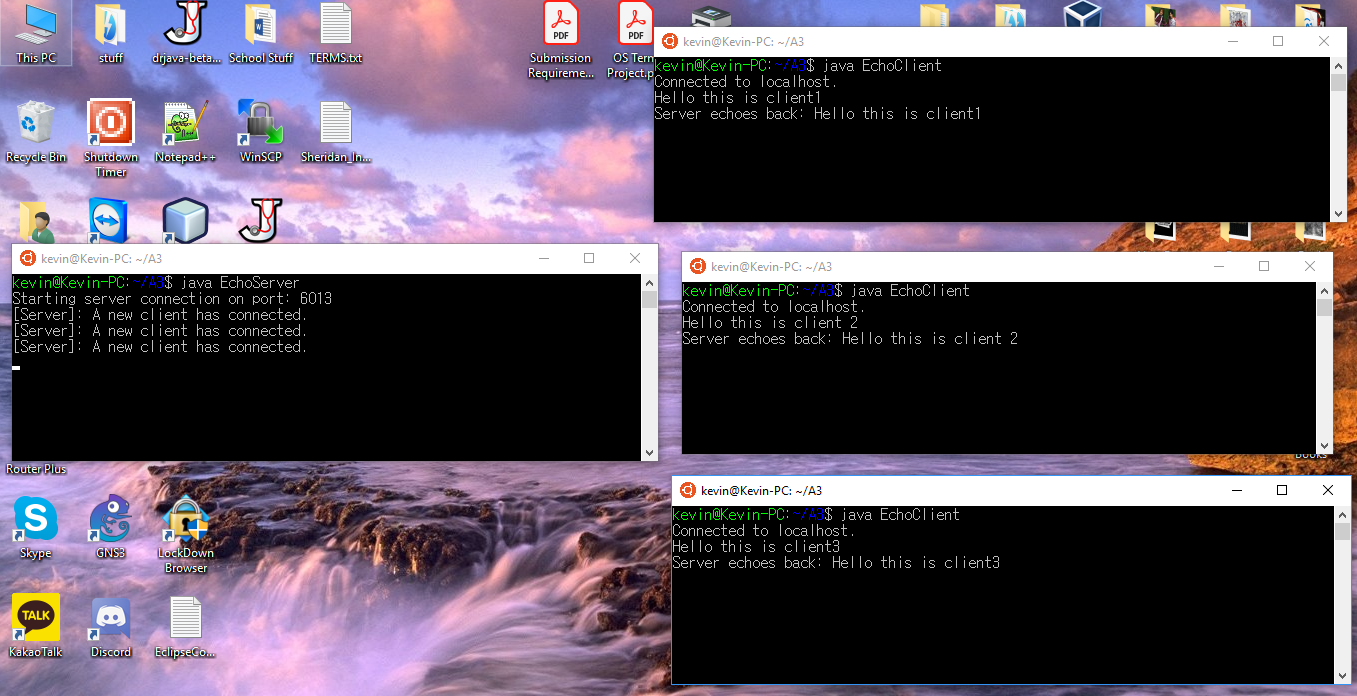 This PC
stuff
drjava-beta...
School Stuff
TERMS.txt
Submission
Requireme...
OS Term
Project.p
Recycle Bin
Shutdown
Timer
Notepad++
WinSCP
Sheridan_In...
kevin@Kevin-PC: ~/A3
kevin@Kevin-PC:~/A3$ java EchoClient
Connected to localhost.
Hello this is client1
Server echoes back: Hello this is client1
kevin@Kevin-PC: ~/A3
kevin@Kevin-PC:~/A3$ java EchoServer
Starting server connection on port: 6013
[Server]: A new client has connected.
[Server]: A new client has connected.
[Server]: A new client has connected.
kevin@Kevin-PC: ~/A3
kevin@Kevin-PC:~/A3$ java EchoClient
Connected to localhost.
Hello this is client 2
Server echoes back: Hello this is client 2
Books
Router Plus
kevin@Kevin-PC: ~/A3
kevin@Kevin-PC:~/A3$ java EchoClient
Connected to localhost.
Hello this is client3
Server echoes back: Hello this is client3
Skype
GNS3
LockDown
Browser
TALK
KakaoTalk
Discord
EclipseCo...